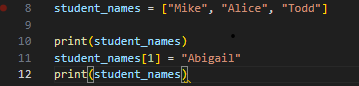 8 student_names = ["Mike", "Alice", "Todd"]
9
10 print(student_names)
11 student_names[1] = "Abigail"
12 print(student_names)